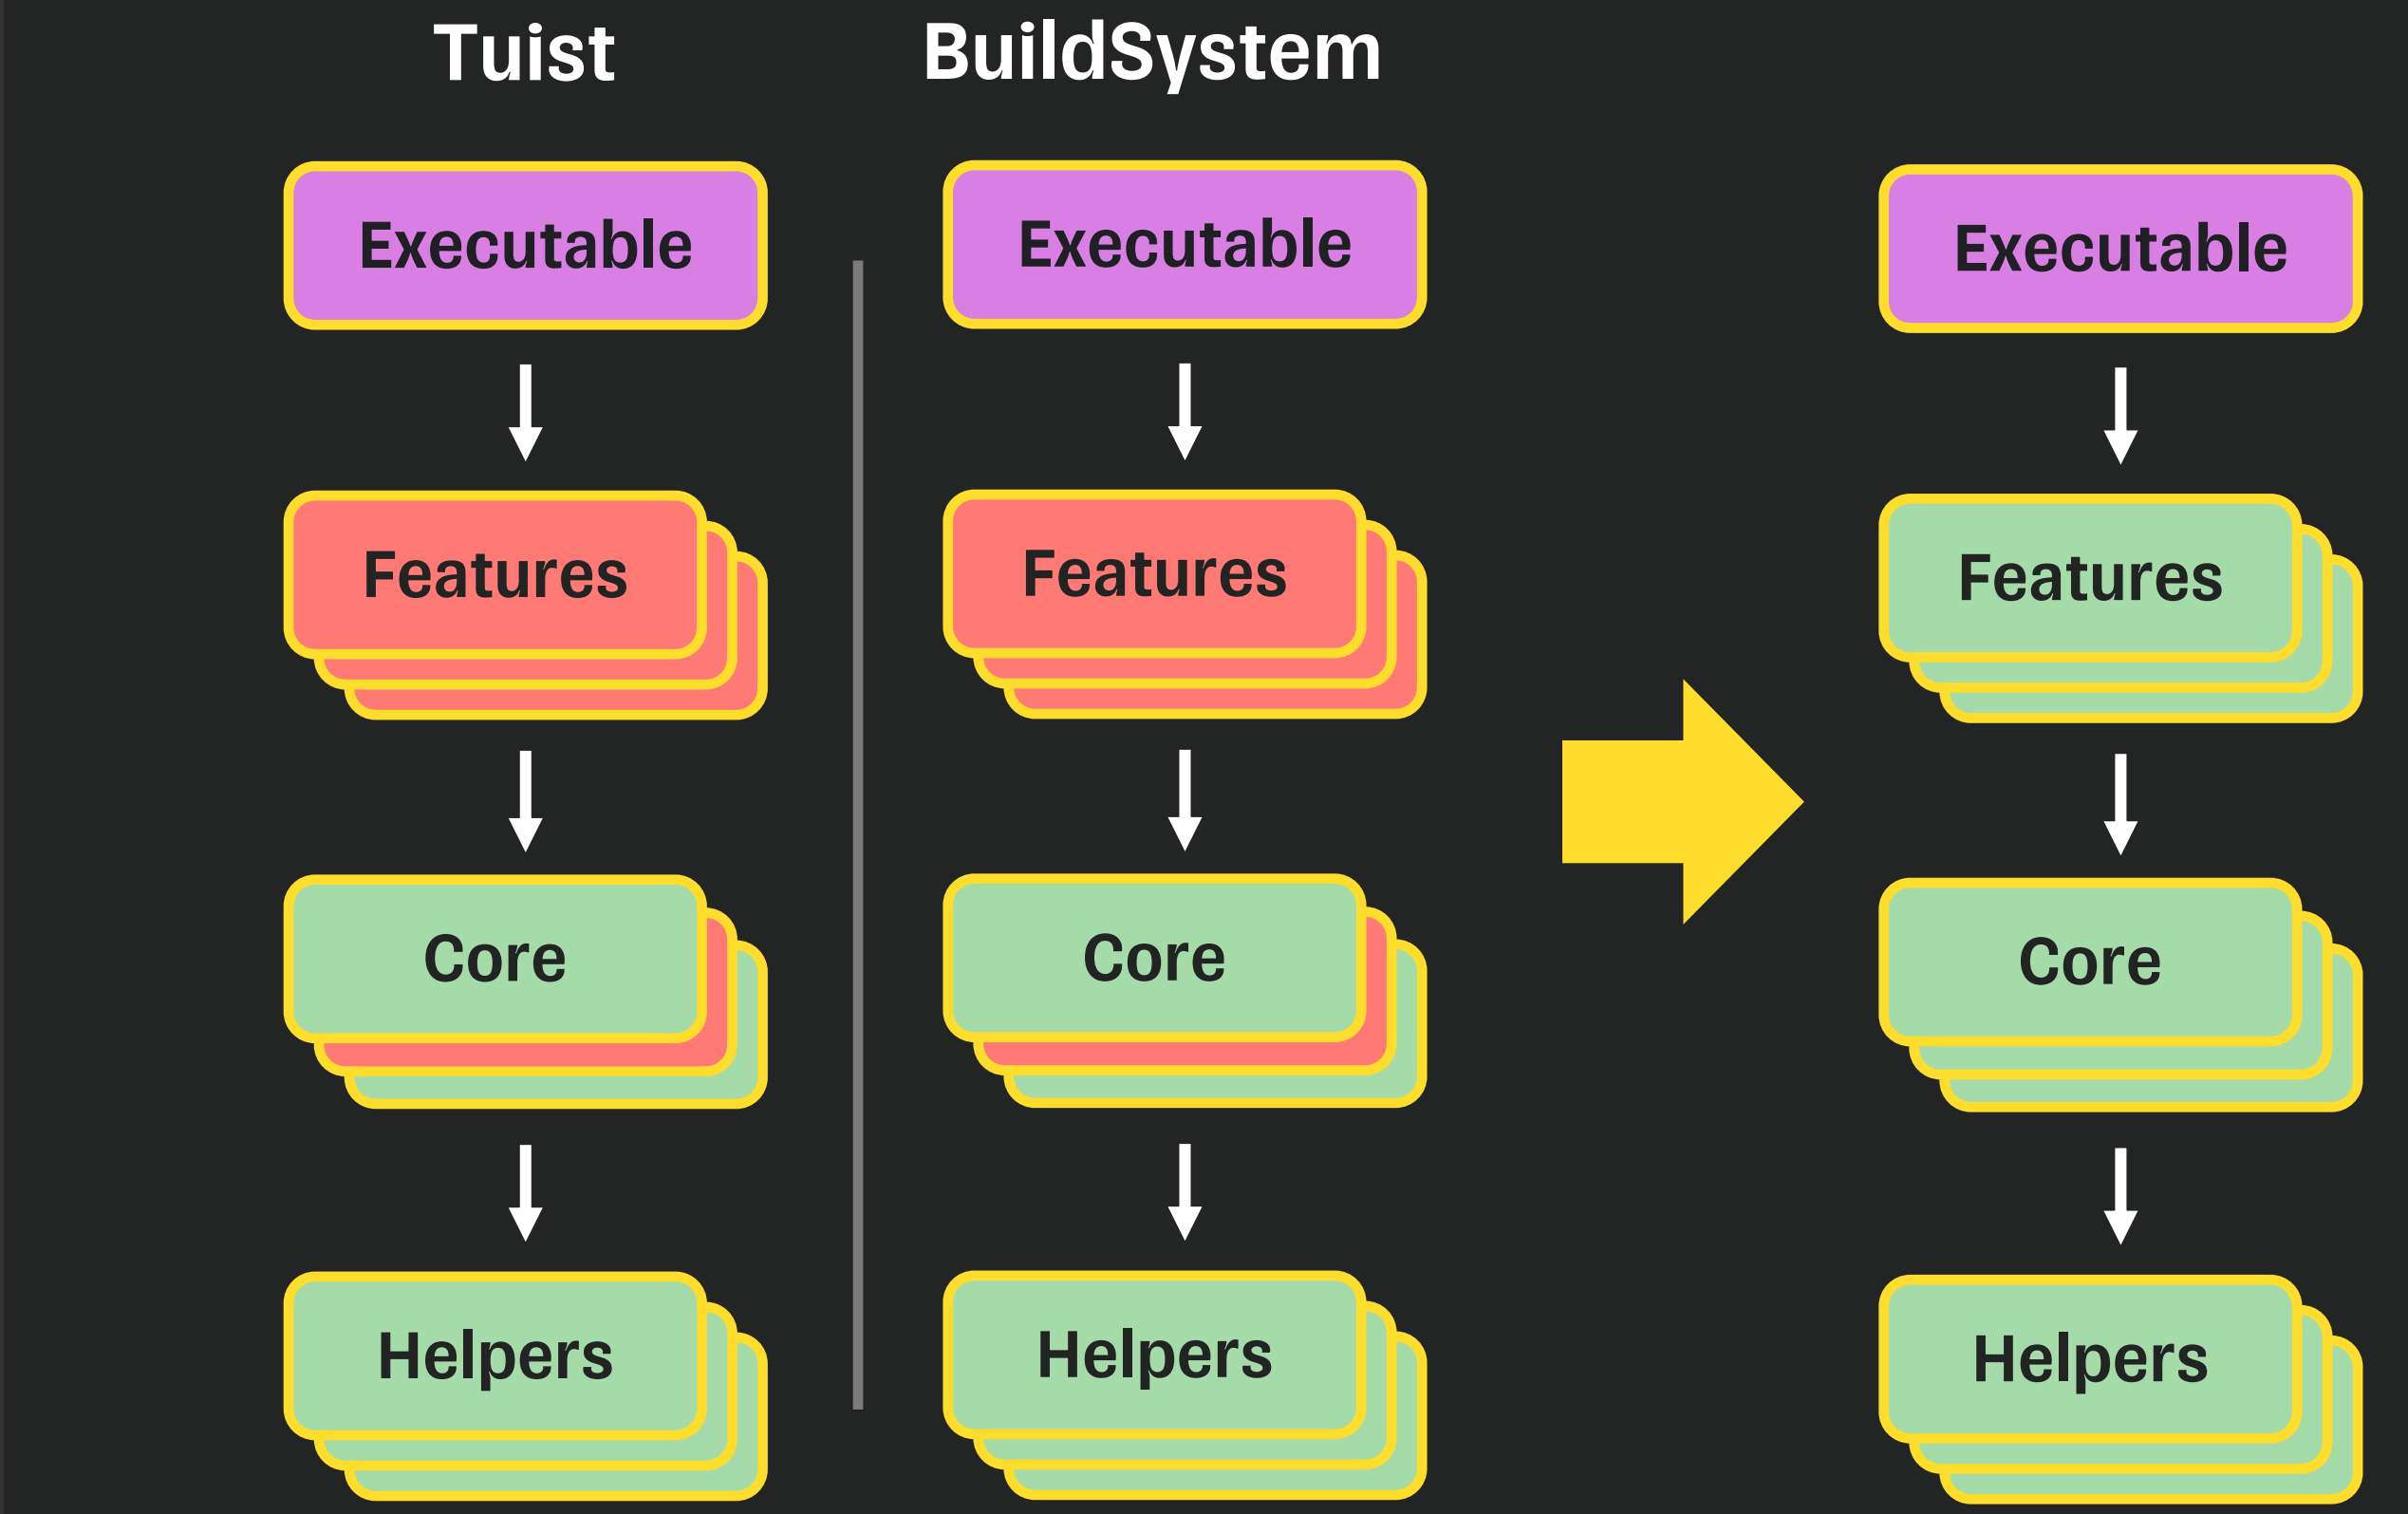 Tuist
BuildSystem
Executable
Executable
Executable
Features
Features
Features
Core
Core
Core
Helpers
Helpers
Helpers